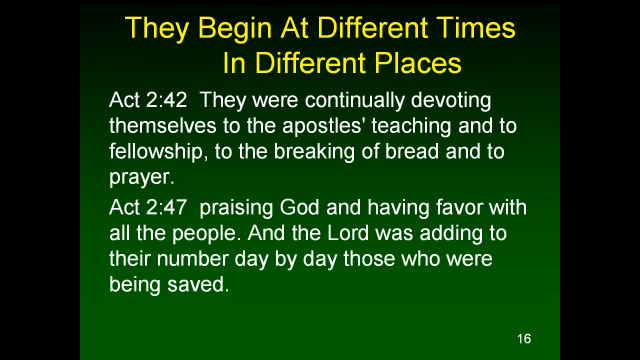 They Begin At Different Times
In Different Places
Act 2:42  They were continually devoting
themselves to the apostles' teaching and to
fellowship, to the breaking of bread and to
prayer.
Act 2:47  praising God and having favor with
all the people. And the Lord was adding to
their number day by day those who were
being saved.
16